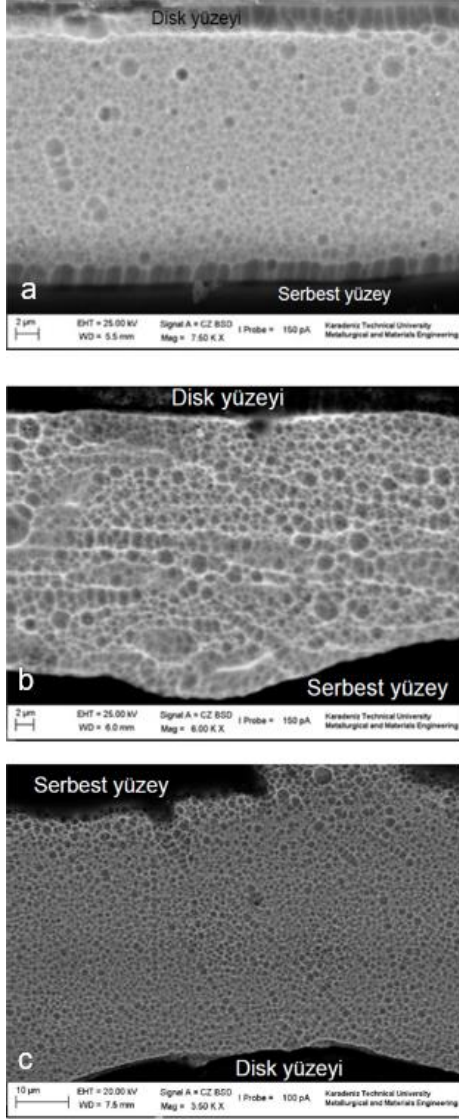 Disk yüzeyi
a
Serbest yüzey
2 µm
EHT = 25.00 kV
Signal A = CZ BSD
I Probe = 150 pA
Karadeniz Technical University
WD = 5.5 mm
Mag = 7.50 K X
Metallurgical and Materials Engineering
Disk yüzeyi
b
Serbest yüzey
2 µm
EHT = 25.00 kV
Signal A = CZ BSD
I Probe = 150 pA
Karadeniz Technical University
WD = 6.0 mm
Mag = 6.00 K X
Metallurgical and Materials Engineering
Serbest yüzey
c
Disk yüzeyi
10 µm
EHT = 20.00 kV
Signal A = CZ BSD
I Probe = 100 pA
Karadeniz Technical University
WD = 7.5 mm
Mag = 3.50 K X
Metallurgical and Materials Engineering